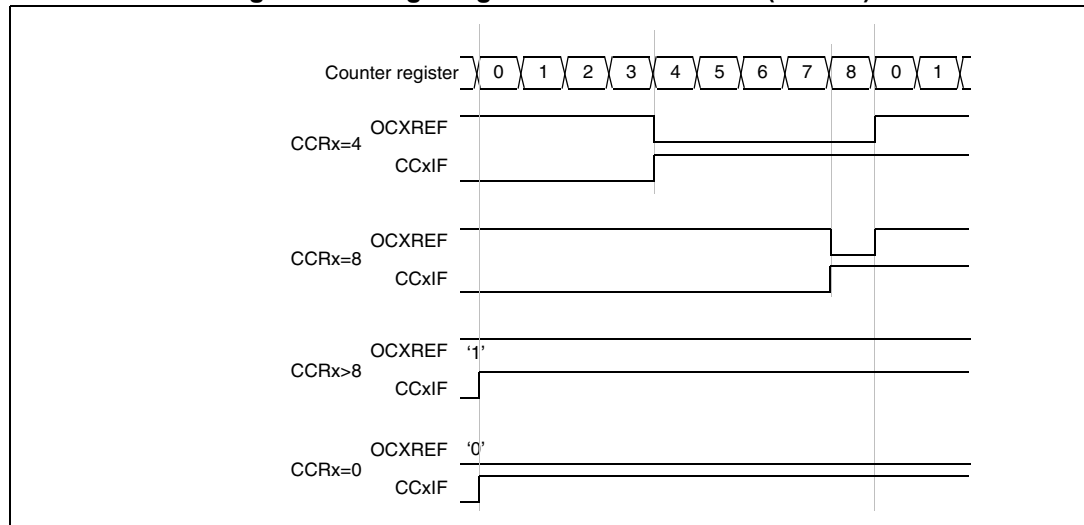 Counter register 0 1 2 3 4 5 6 7 8 0 1
CCRx=4
OCXREF
CCxIF
CCRx=8
OCXREF
CCxIF
CCRx>8
OCXREF ‘1’
CCxIF
CCRx=0
OCXREF ‘0’
CCxIF